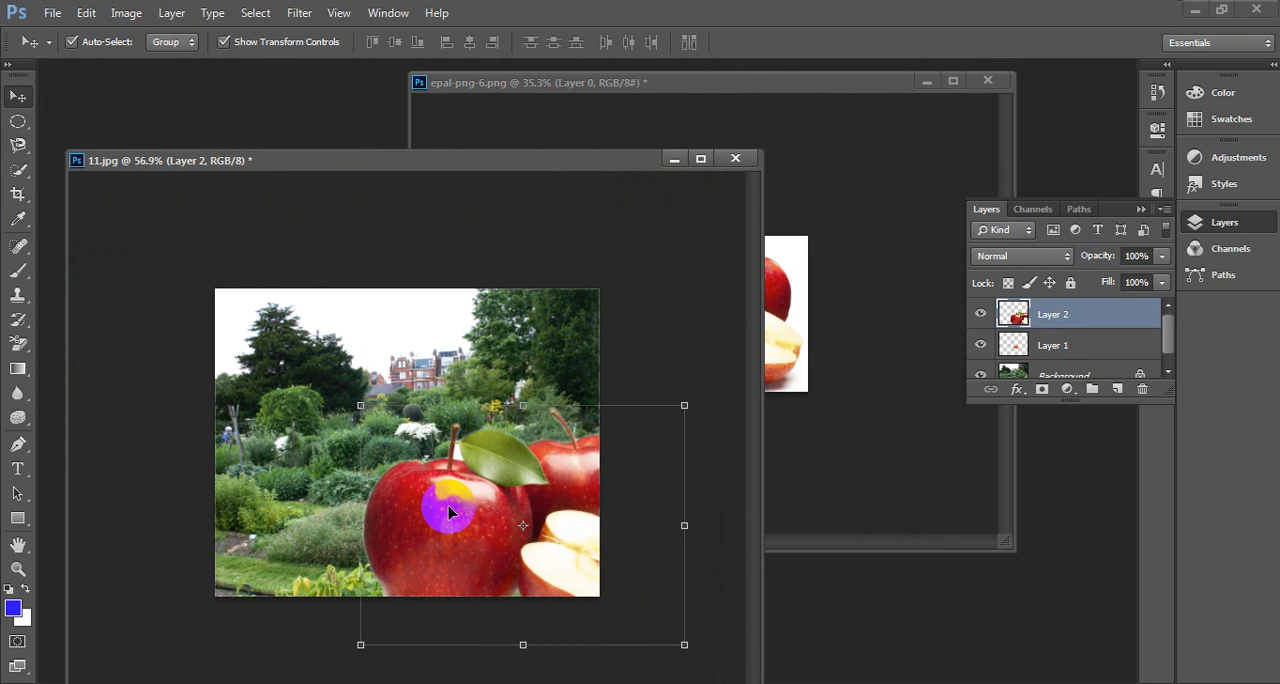 Ps File Edit Image Layer Type Select Filter View Window Help
Auto-Select: Group Show Transform Controls Essentials
Ps epal-png-6.png @ 35.3% (Layer 0, RGB/8#) *
Ps 11.jpg @ 56.9% (Layer 2, RGB/8) *
Color
Swatches
Adjustments
Styles
Layers
Channels
Paths
Layers Channels Paths
Kind
Normal Opacity: 100%
Lock: Fill: 100%
Layer 2
Layer 1
Background
fx
A
T